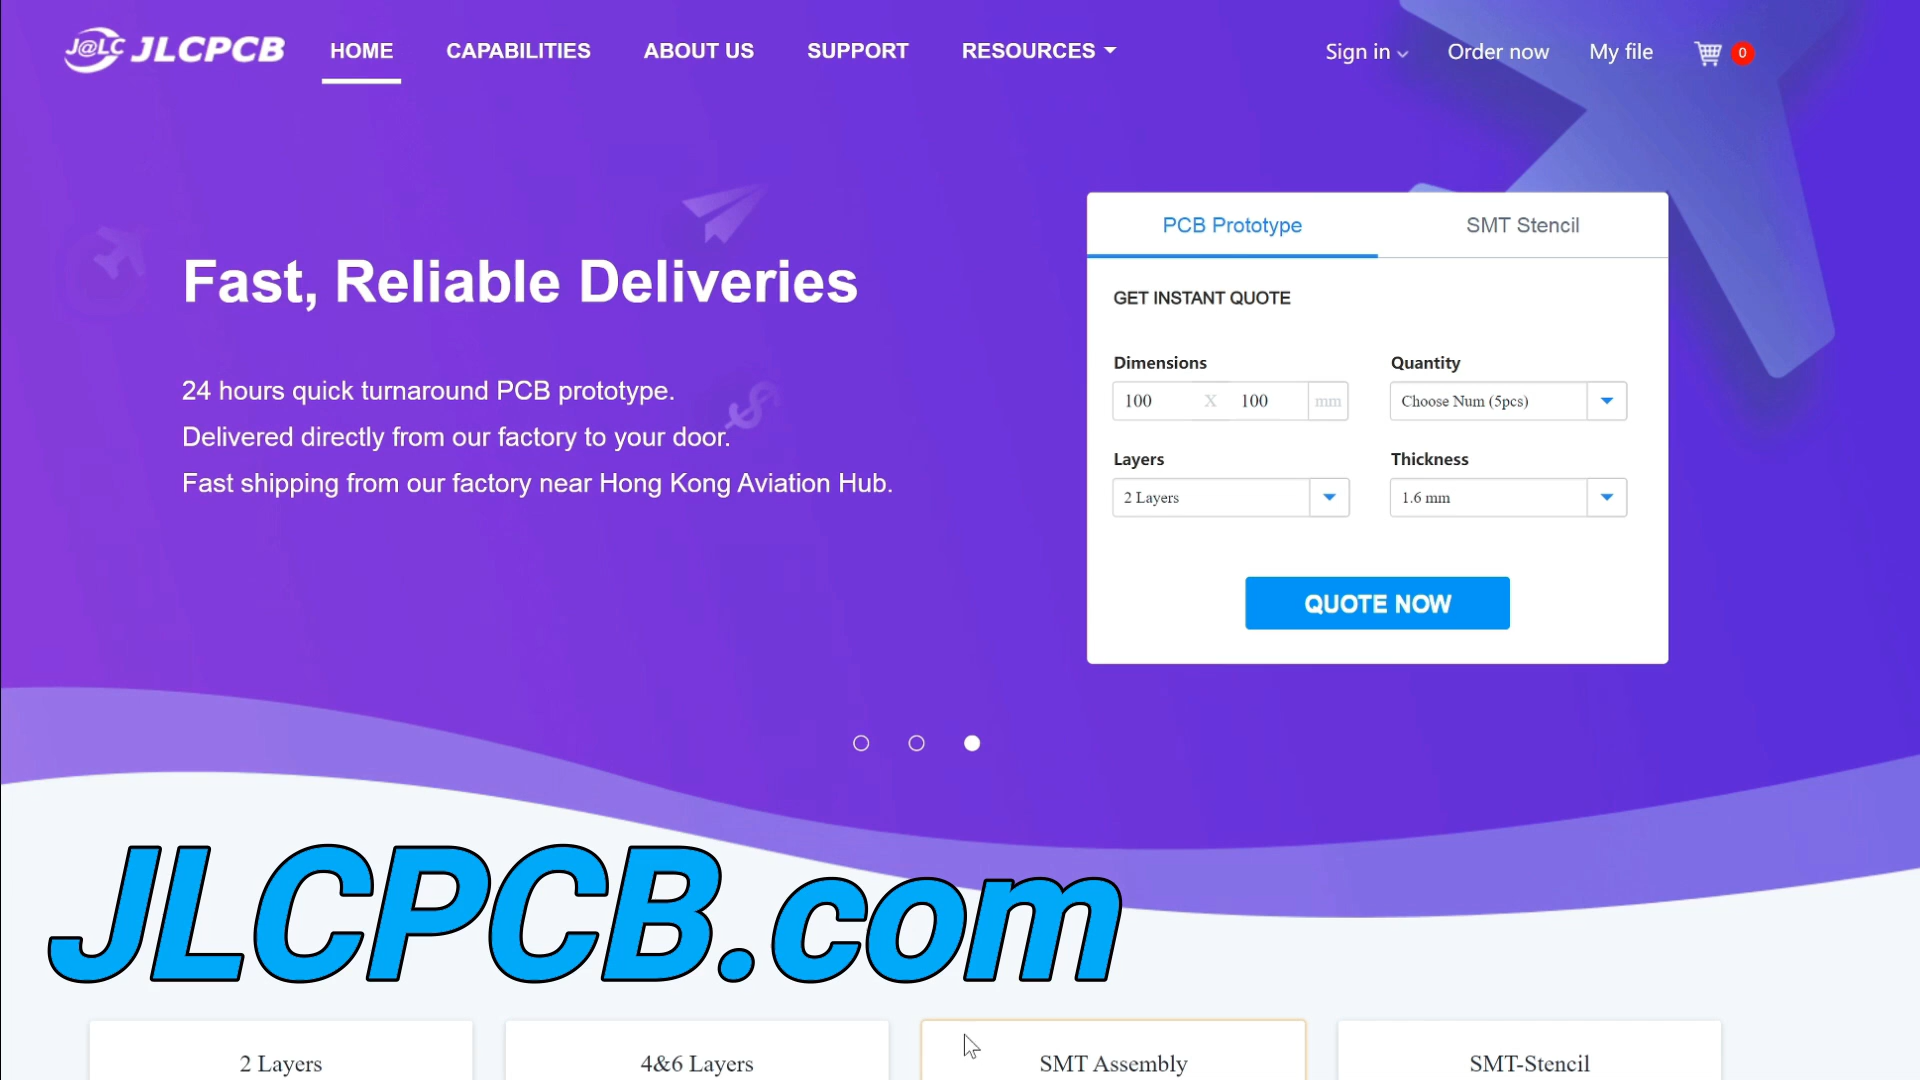 J@LC JLCPCB HOME CAPABILITIES ABOUT US SUPPORT RESOURCES Sign in Order now My file 0
Fast, Reliable Deliveries
24 hours quick turnaround PCB prototype.
Delivered directly from our factory to your door.
Fast shipping from our factory near Hong Kong Aviation Hub.
PCB Prototype SMT Stencil
GET INSTANT QUOTE
Dimensions Quantity
100 X 100 mm Choose Num (5pcs)
Layers Thickness
2 Layers 1.6 mm
QUOTE NOW
JLCPCB.com
2 Layers 4&6 Layers SMT Assembly SMT-Stencil